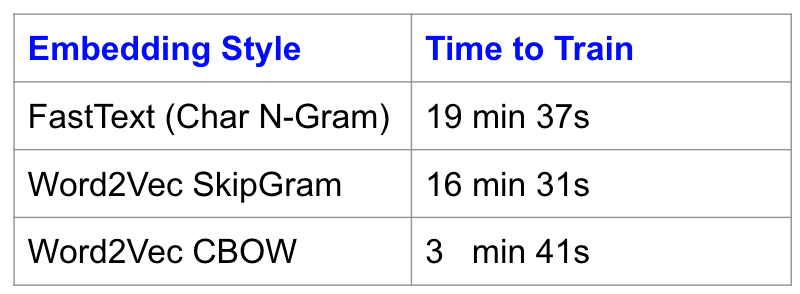 Embedding Style Time to Train
FastText (Char N-Gram) 19 min 37s
Word2Vec SkipGram 16 min 31s
Word2Vec CBOW 3 min 41s